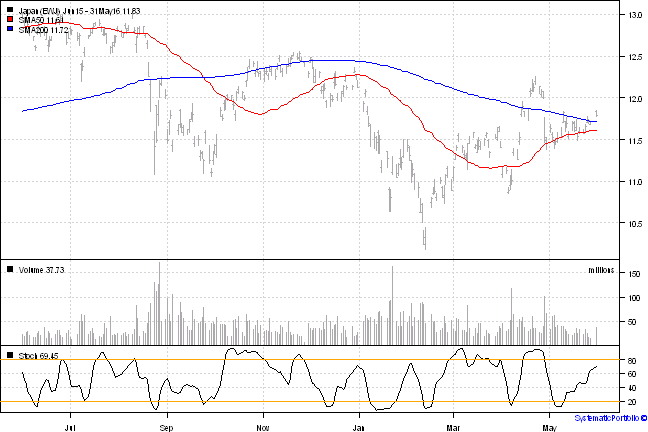 Japan (EWJ) Jun15 - 31May16 11.83
SMA50 11.61
SMA200 11.72
13.0
12.5
12.0
11.5
11.0
10.5
Volume 37.73
millions
150
100
50
Stoch 69.45
80
60
40
20
Jul
Sep
Nov
Jan
Mar
May
SystematicPortfolio ©